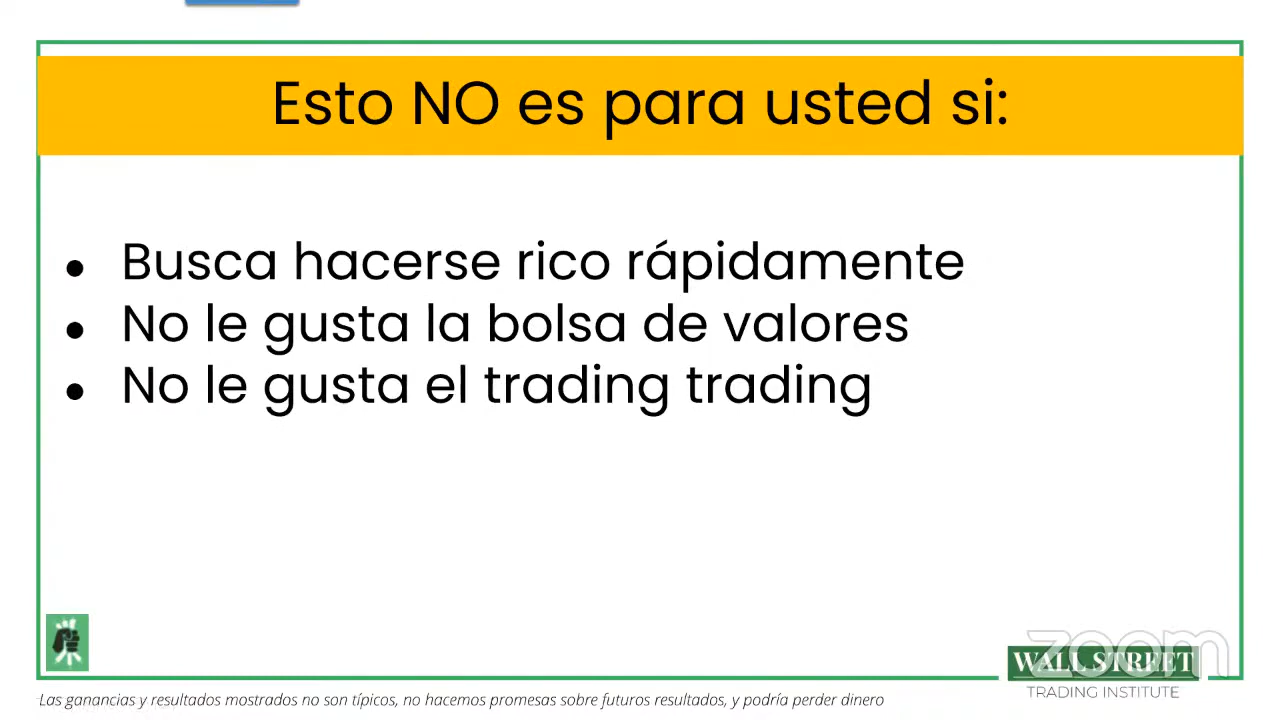 Esto NO es para usted si:
● Busca hacerse rico rápidamente
● No le gusta la bolsa de valores
● No le gusta el trading trading
zoom
WALL STREET
TRADING INSTITUTE
-Las ganancias y resultados mostrados no son típicos, no hacemos promesas sobre futuros resultados, y podría perder dinero